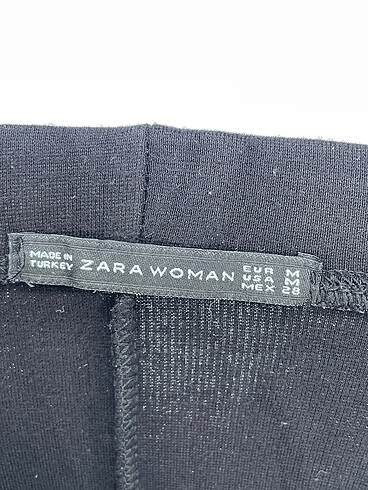 MADE IN
TURKEY
ZARA WOMAN
EUR M
USA M
MEX 28